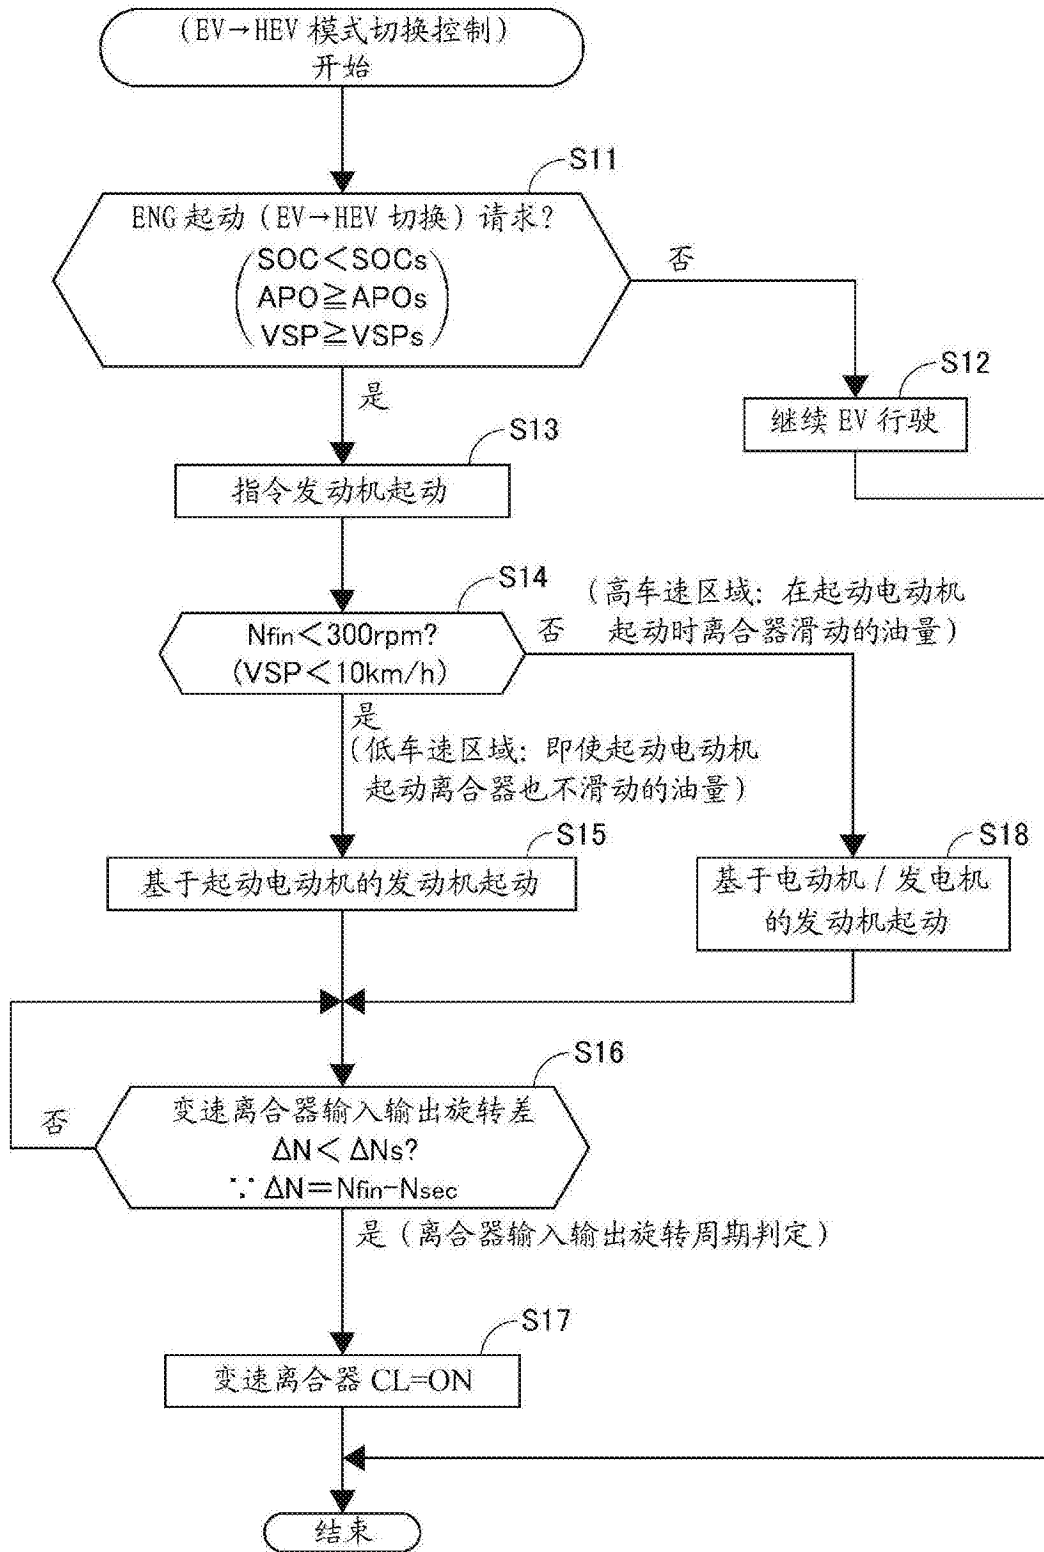 (EV→HEV 模式切换控制)
开始
S11
ENG 起动 (EV→HEV 切换) 请求?
SOC＜SOCs
APO≧APOs
VSP≧VSPs
否
是
S12
继续 EV 行驶
S13
指令发动机起动
S14
Nfin＜300rpm?
(VSP＜10km/h)
否
(高车速区域: 在起动电动机
起动时离合器滑动的油量)
是
(低车速区域: 即使起动电动机
起动离合器也不滑动的油量)
S15
基于起动电动机的发动机起动
S18
基于电动机 / 发电机
的发动机起动
S16
变速离合器输入输出旋转差
ΔN＜ΔNs?
∵ ΔN＝Nfin-Nsec
否
是 (离合器输入输出旋转周期判定)
S17
变速离合器 CL=ON
结束